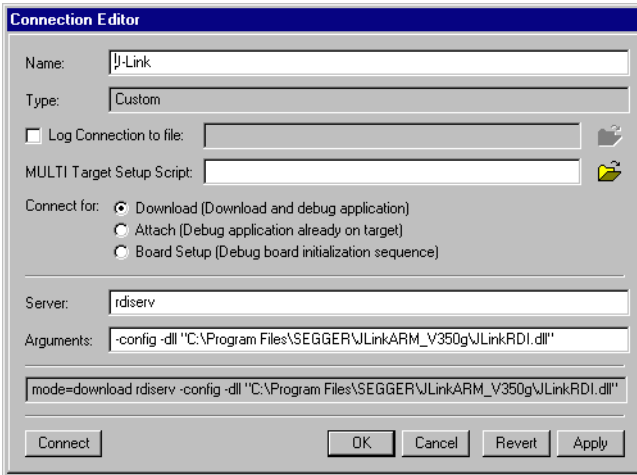 Connection Editor
Name: J-Link
Type: Custom
Log Connection to file:
MULTI Target Setup Script:
Connect for: Download (Download and debug application)
Attach (Debug application already on target)
Board Setup (Debug board initialization sequence)
Server: rdiserv
Arguments: -config -dll "C:\Program Files\SEGGER\JLinkARM_V350g\JLinkRDI.dll"
mode=download rdiserv -config -dll "C:\Program Files\SEGGER\JLinkARM_V350g\JLinkRDI.dll"
Connect OK Cancel Revert Apply